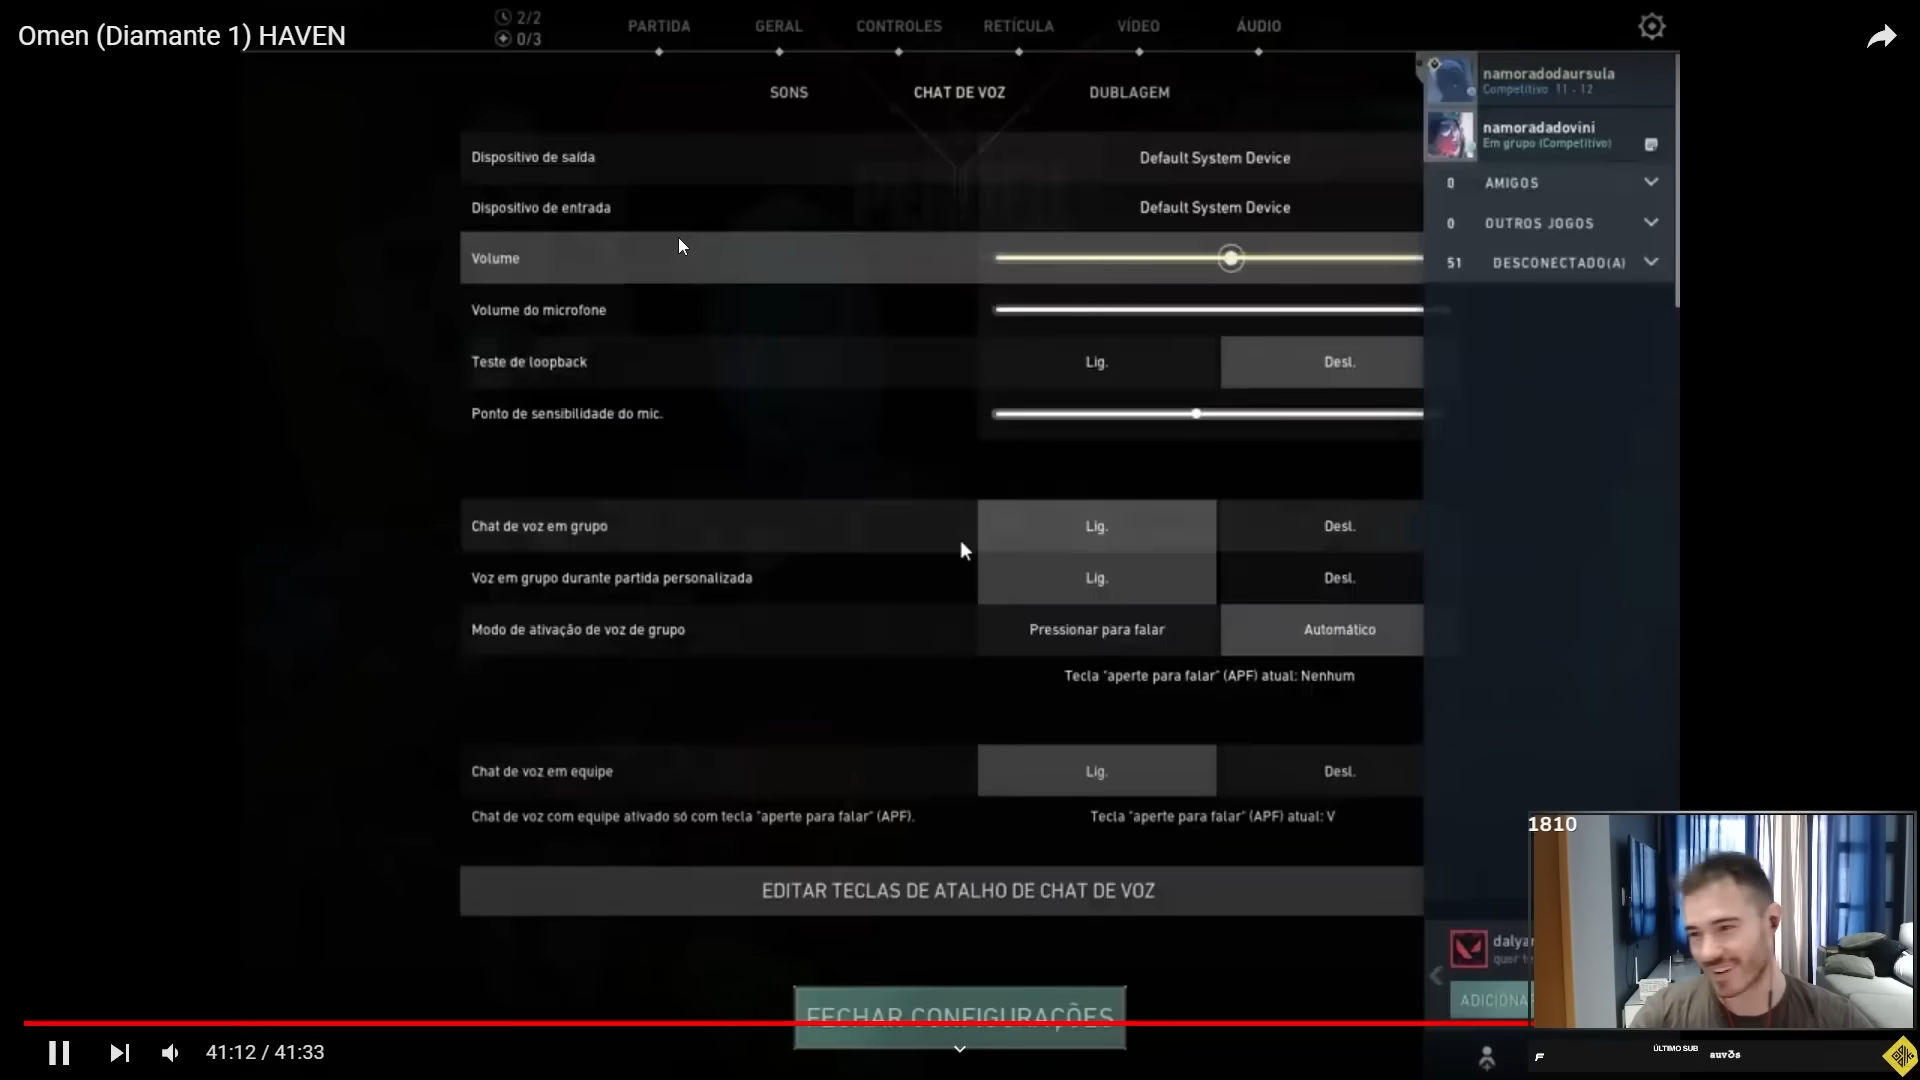 Omen (Diamante 1) HAVEN
2/2
0/3
PARTIDA GERAL CONTROLES RETÍCULA VÍDEO ÁUDIO
SONS CHAT DE VOZ DUBLAGEM
namoradodaursula
Competitivo 11 - 12
namoradadovini
Em grupo (Competitivo)
0 AMIGOS
0 OUTROS JOGOS
51 DESCONECTADO(A)
Dispositivo de saída Default System Device
Dispositivo de entrada Default System Device
Volume
Volume do microfone
Teste de loopback Lig. Desl.
Ponto de sensibilidade do mic.
Chat de voz em grupo Lig. Desl.
Voz em grupo durante partida personalizada Lig. Desl.
Modo de ativação de voz de grupo Pressionar para falar Automático
Tecla "aperte para falar" (APF) atual: Nenhum
Chat de voz em equipe Lig. Desl.
Chat de voz com equipe ativado só com tecla "aperte para falar" (APF). Tecla "aperte para falar" (APF) atual: V
EDITAR TECLAS DE ATALHO DE CHAT DE VOZ
1810
dalya
quer
ADICIONA
FECHAR CONFIGURAÇÕES
41:12 / 41:33
ÚLTIMO SUB
auvōs